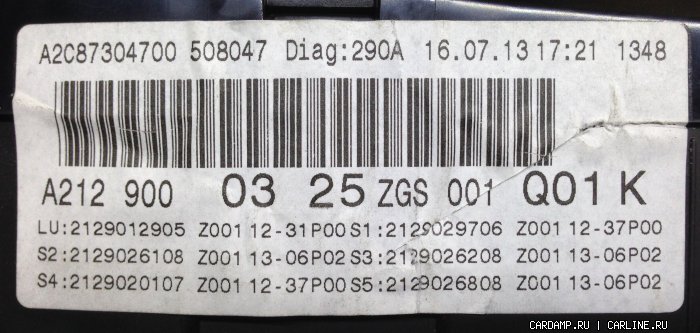 A2C87304700 508047 Diag:290A 16.07.13 17:21 1348
A212 900 03 25 ZGS 001 Q01 K
LU:2129012905 Z001 12-31P00 S1:2129029706 Z001 12-37P00
S2:2129026108 Z001 13-06P02 S3:2129026208 Z001 13-06P02
S4:2129020107 Z001 12-37P00 S5:2129026808 Z001 13-06P02
CARDAMP.RU | CARLINE.RU